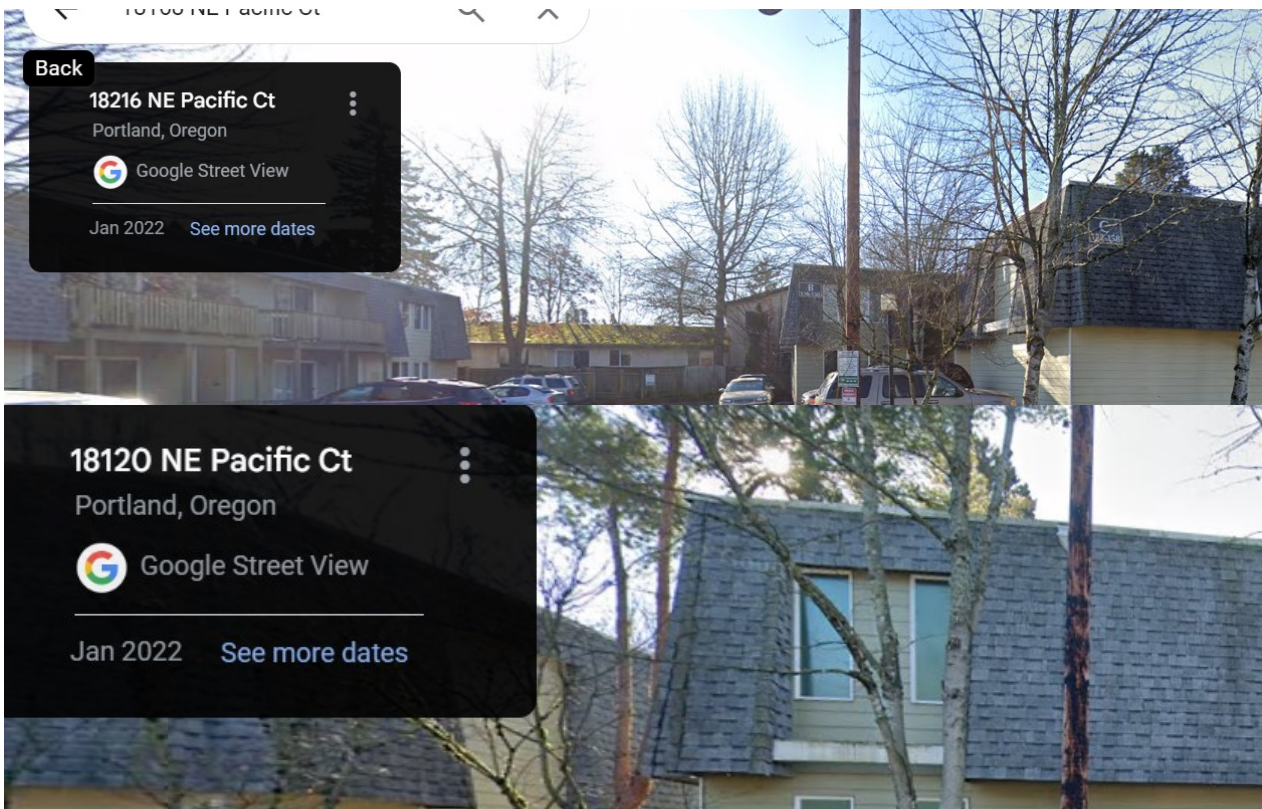 Back
18216 NE Pacific Ct
Portland, Oregon
Google Street View
Jan 2022 See more dates
C
B
18120 NE Pacific Ct
Portland, Oregon
Google Street View
Jan 2022 See more dates